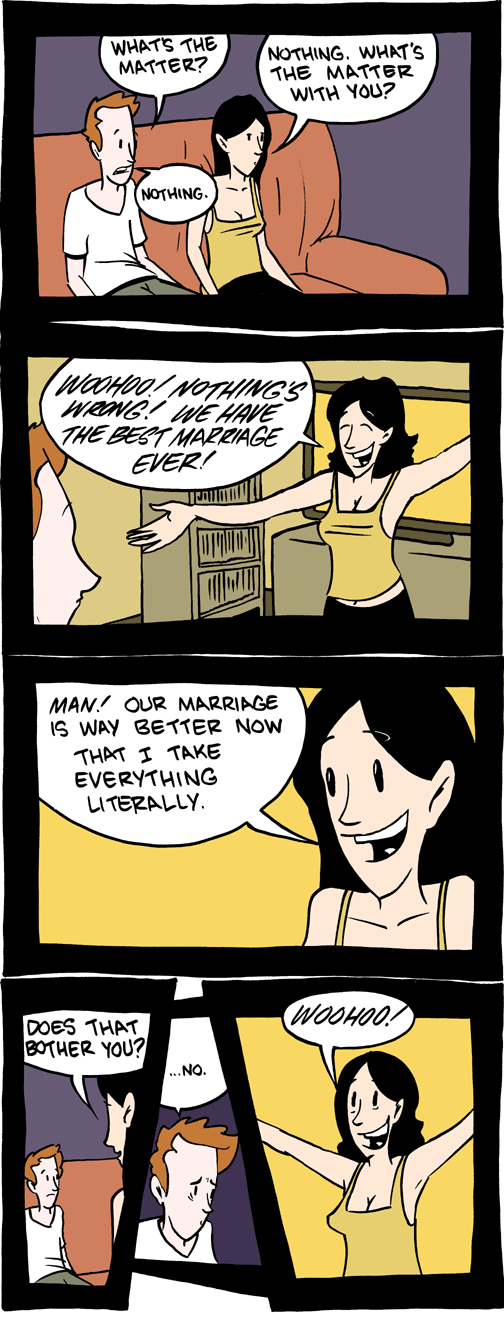 WHAT'S THE
MATTER?
NOTHING. WHAT'S
THE MATTER
WITH YOU?
NOTHING.
WOOHOO! NOTHING'S
WRONG! WE HAVE
THE BEST MARRIAGE
EVER!
MAN! OUR MARRIAGE
IS WAY BETTER NOW
THAT I TAKE
EVERYTHING
LITERALLY.
DOES THAT
BOTHER YOU?
...NO.
WOOHOO!